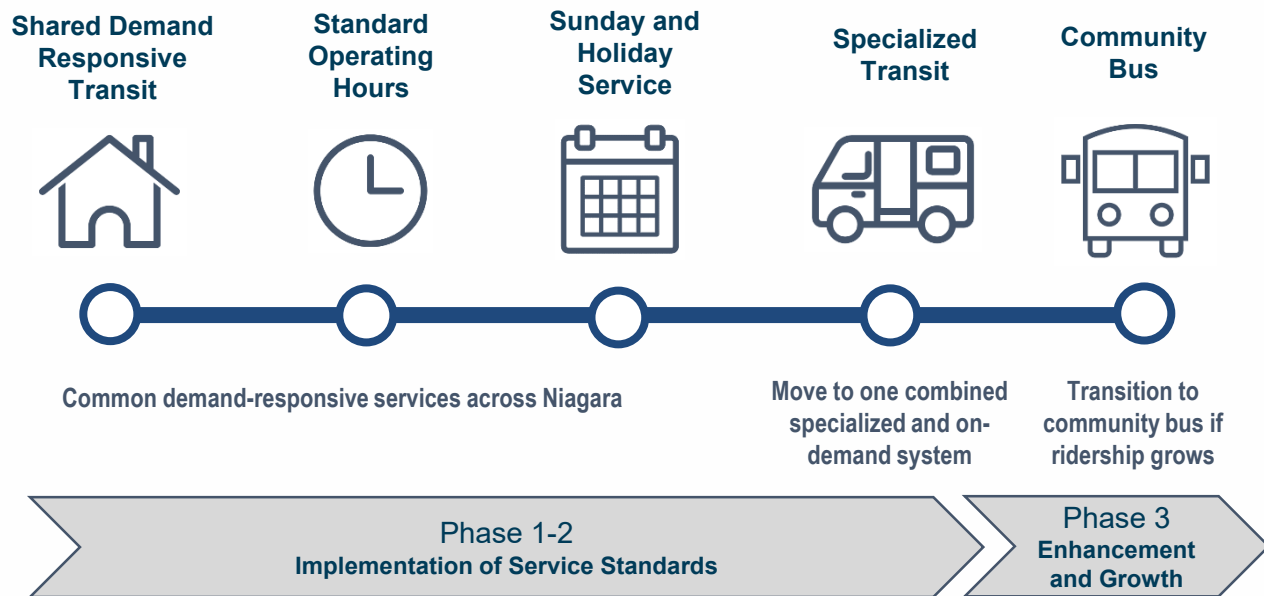 Shared Demand
Responsive
Transit
Standard
Operating
Hours
Sunday and
Holiday
Service
Specialized
Transit
Community
Bus
Common demand-responsive services across Niagara
Move to one combined
specialized and on-
demand system
Transition to
community bus if
ridership grows
Phase 1-2
Implementation of Service Standards
Phase 3
Enhancement
and Growth